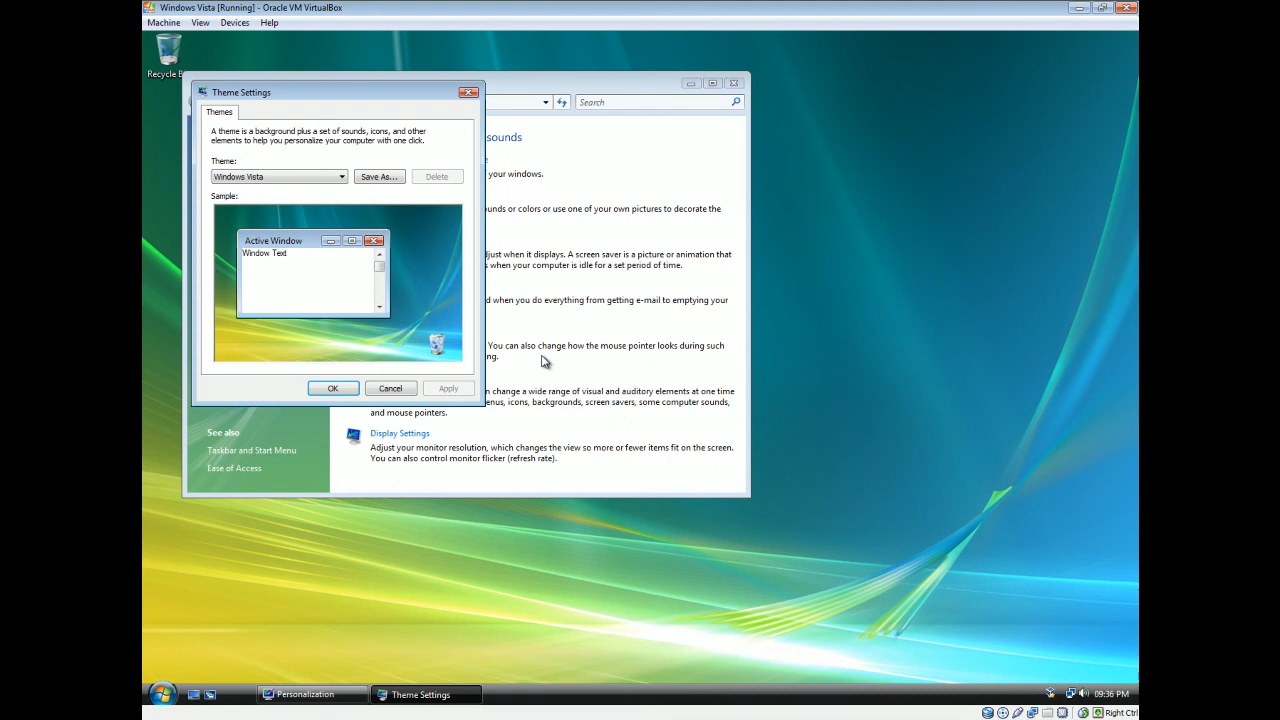 Windows Vista [Running] - Oracle VM VirtualBox
Machine View Devices Help
Recycle B
Theme Settings
Search
Themes
A theme is a background plus a set of sounds, icons, and other
elements to help you personalize your computer with one click.
Theme:
Windows Vista
Save As...
Delete
Sample:
Active Window
Window Text
OK
Cancel
Apply
sounds
your windows.
unds or colors or use one of your own pictures to decorate the
just when it displays. A screen saver is a picture or animation that
s when your computer is idle for a set period of time.
d when you do everything from getting e-mail to emptying your
You can also change how the mouse pointer looks during such
ng.
n change a wide range of visual and auditory elements at one time
enus, icons, backgrounds, screen savers, some computer sounds,
and mouse pointers.
Display Settings
Adjust your monitor resolution, which changes the view so more or fewer items fit on the screen.
You can also control monitor flicker (refresh rate).
See also
Taskbar and Start Menu
Ease of Access
Personalization
Theme Settings
09:36 PM
Right Ctrl